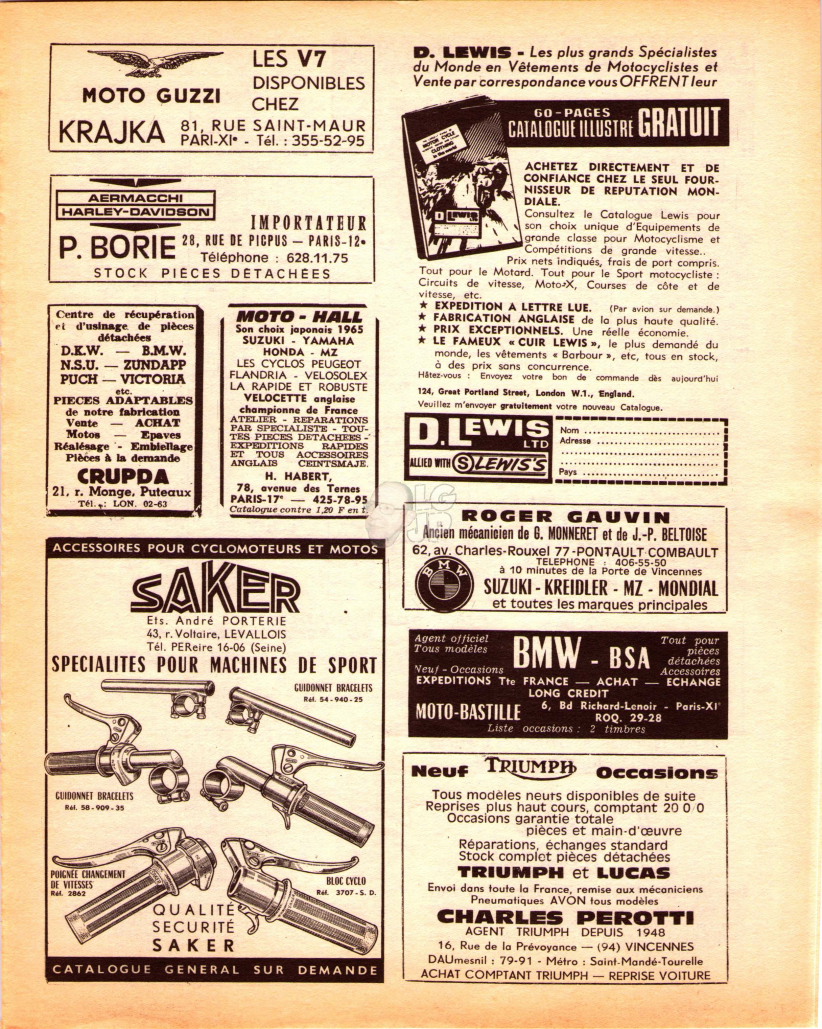 LES V7
DISPONIBLES
CHEZ
MOTO GUZZI
KRAJKA 81, RUE SAINT-MAUR
PARI-XIe - Tél. : 355-52-95
AERMACCHI
HARLEY-DAVIDSON
IMPORTATEUR
P. BORIE 28, RUE DE PICPUS — PARIS-12e
Téléphone : 628.11.75
STOCK PIÈCES DÉTACHÉES
Centre de récupération
et d'usinage de pièces
détachées
D.K.W. — B.M.W.
N.S.U. — ZUNDAPP
PUCH — VICTORIA
etc.
PIECES ADAPTABLES
de notre fabrication
Vente — ACHAT
Motos — Epaves
Réalésage - Embiellage
Pièces à la demande
CRUPDA
21, r. Monge, Puteaux
Tél. : LON. 02-63
MOTO - HALL
Son choix japonais 1965
SUZUKI - YAMAHA
HONDA - MZ
LES CYCLOS PEUGEOT
FLANDRIA - VELOSOLEX
LA RAPIDE ET ROBUSTE
VELOCETTE anglaise
championne de France
ATELIER - REPARATIONS
PAR SPECIALISTE - TOU-
TES PIECES DETACHEES -
EXPEDITIONS RAPIDES
ET TOUS ACCESSOIRES
ANGLAIS CEINTSMAJE.
H. HABERT,
78, avenue des Ternes
PARIS-17e — 425-78-95
Catalogue contre 1,20 F en t.
ACCESSOIRES POUR CYCLOMOTEURS ET MOTOS
SAKER
Ets. André PORTERIE
43, r. Voltaire, LEVALLOIS
Tél. PEReire 16-06 (Seine)
SPECIALITES POUR MACHINES DE SPORT
GUIDONNET BRACELETS
Réf. 54-940-25
GUIDONNET BRACELETS
Réf. 58-909-35
POIGNÉE CHANGEMENT
DE VITESSES
Réf. 2862
BLOC CYCLO
Réf. 3707-S. D.
QUALITÉ
SECURITÉ
SAKER
CATALOGUE GENERAL SUR DEMANDE
D. LEWIS - Les plus grands Spécialistes
du Monde en Vêtements de Motocyclistes et
Vente par correspondance vous OFFRENT leur
60-PAGES
CATALOGUE ILLUSTRE GRATUIT
MOTOR CYCLE
CLOTHING
in the world
D. LEWIS
ACHETEZ DIRECTEMENT ET DE
CONFIANCE CHEZ LE SEUL FOUR-
NISSEUR DE REPUTATION MON-
DIALE.
Consultez le Catalogue Lewis pour
son choix unique d'Equipements de
grande classe pour Motocyclisme et
Compétitions de grande vitesse..
Prix nets indiqués, frais de port compris.
Tout pour le Motard. Tout pour le Sport motocycliste :
Circuits de vitesse, Moto-X, Courses de côte et de
vitesse, etc.
★ EXPEDITION A LETTRE LUE. (Par avion sur demande.)
★ FABRICATION ANGLAISE de la plus haute qualité.
★ PRIX EXCEPTIONNELS. Une réelle économie.
★ LE FAMEUX « CUIR LEWIS », le plus demandé du
monde, les vêtements « Barbour », etc, tous en stock,
à des prix sans concurrence.
Hâtez-vous : Envoyez votre bon de commande dès aujourd'hui
124, Great Portland Street, London W.1., England.
Veuillez m'envoyer gratuitement votre nouveau Catalogue.
D. LEWIS
LTD
ALLIED WITH S LEWIS'S
Nom
Adresse
Pays
ROGER GAUVIN
Ancien mécanicien de G. MONNERET et de J.-P. BELTOISE
62, av. Charles-Rouxel 77-PONTAULT COMBAULT
TELEPHONE : 406-55-50
à 10 minutes de la Porte de Vincennes
BMW
SUZUKI - KREIDLER - MZ - MONDIAL
et toutes les marques principales
Agent officiel
Tous modèles
Neuf - Occasions
BMW - BSA
Tout pour
pièces
détachées
Accessoires
EXPEDITIONS Tte FRANCE — ACHAT — ECHANGE
LONG CREDIT
MOTO-BASTILLE 6, Bd Richard-Lenoir - Paris-XIe
ROQ. 29-28
Liste occasions : 2 timbres
Neuf TRIUMPH Occasions
Tous modèles neufs disponibles de suite
Reprises plus haut cours, comptant 20 0/0
Occasions garantie totale
pièces et main-d'œuvre
Réparations, échanges standard
Stock complet pièces détachées
TRIUMPH et LUCAS
Envoi dans toute la France, remise aux mécaniciens
Pneumatiques AVON tous modèles
CHARLES PEROTTI
AGENT TRIUMPH DEPUIS 1948
16, Rue de la Prévoyance — (94) VINCENNES
DAUmesnil : 79-91 - Métro : Saint-Mandé-Tourelle
ACHAT COMPTANT TRIUMPH — REPRISE VOITURE